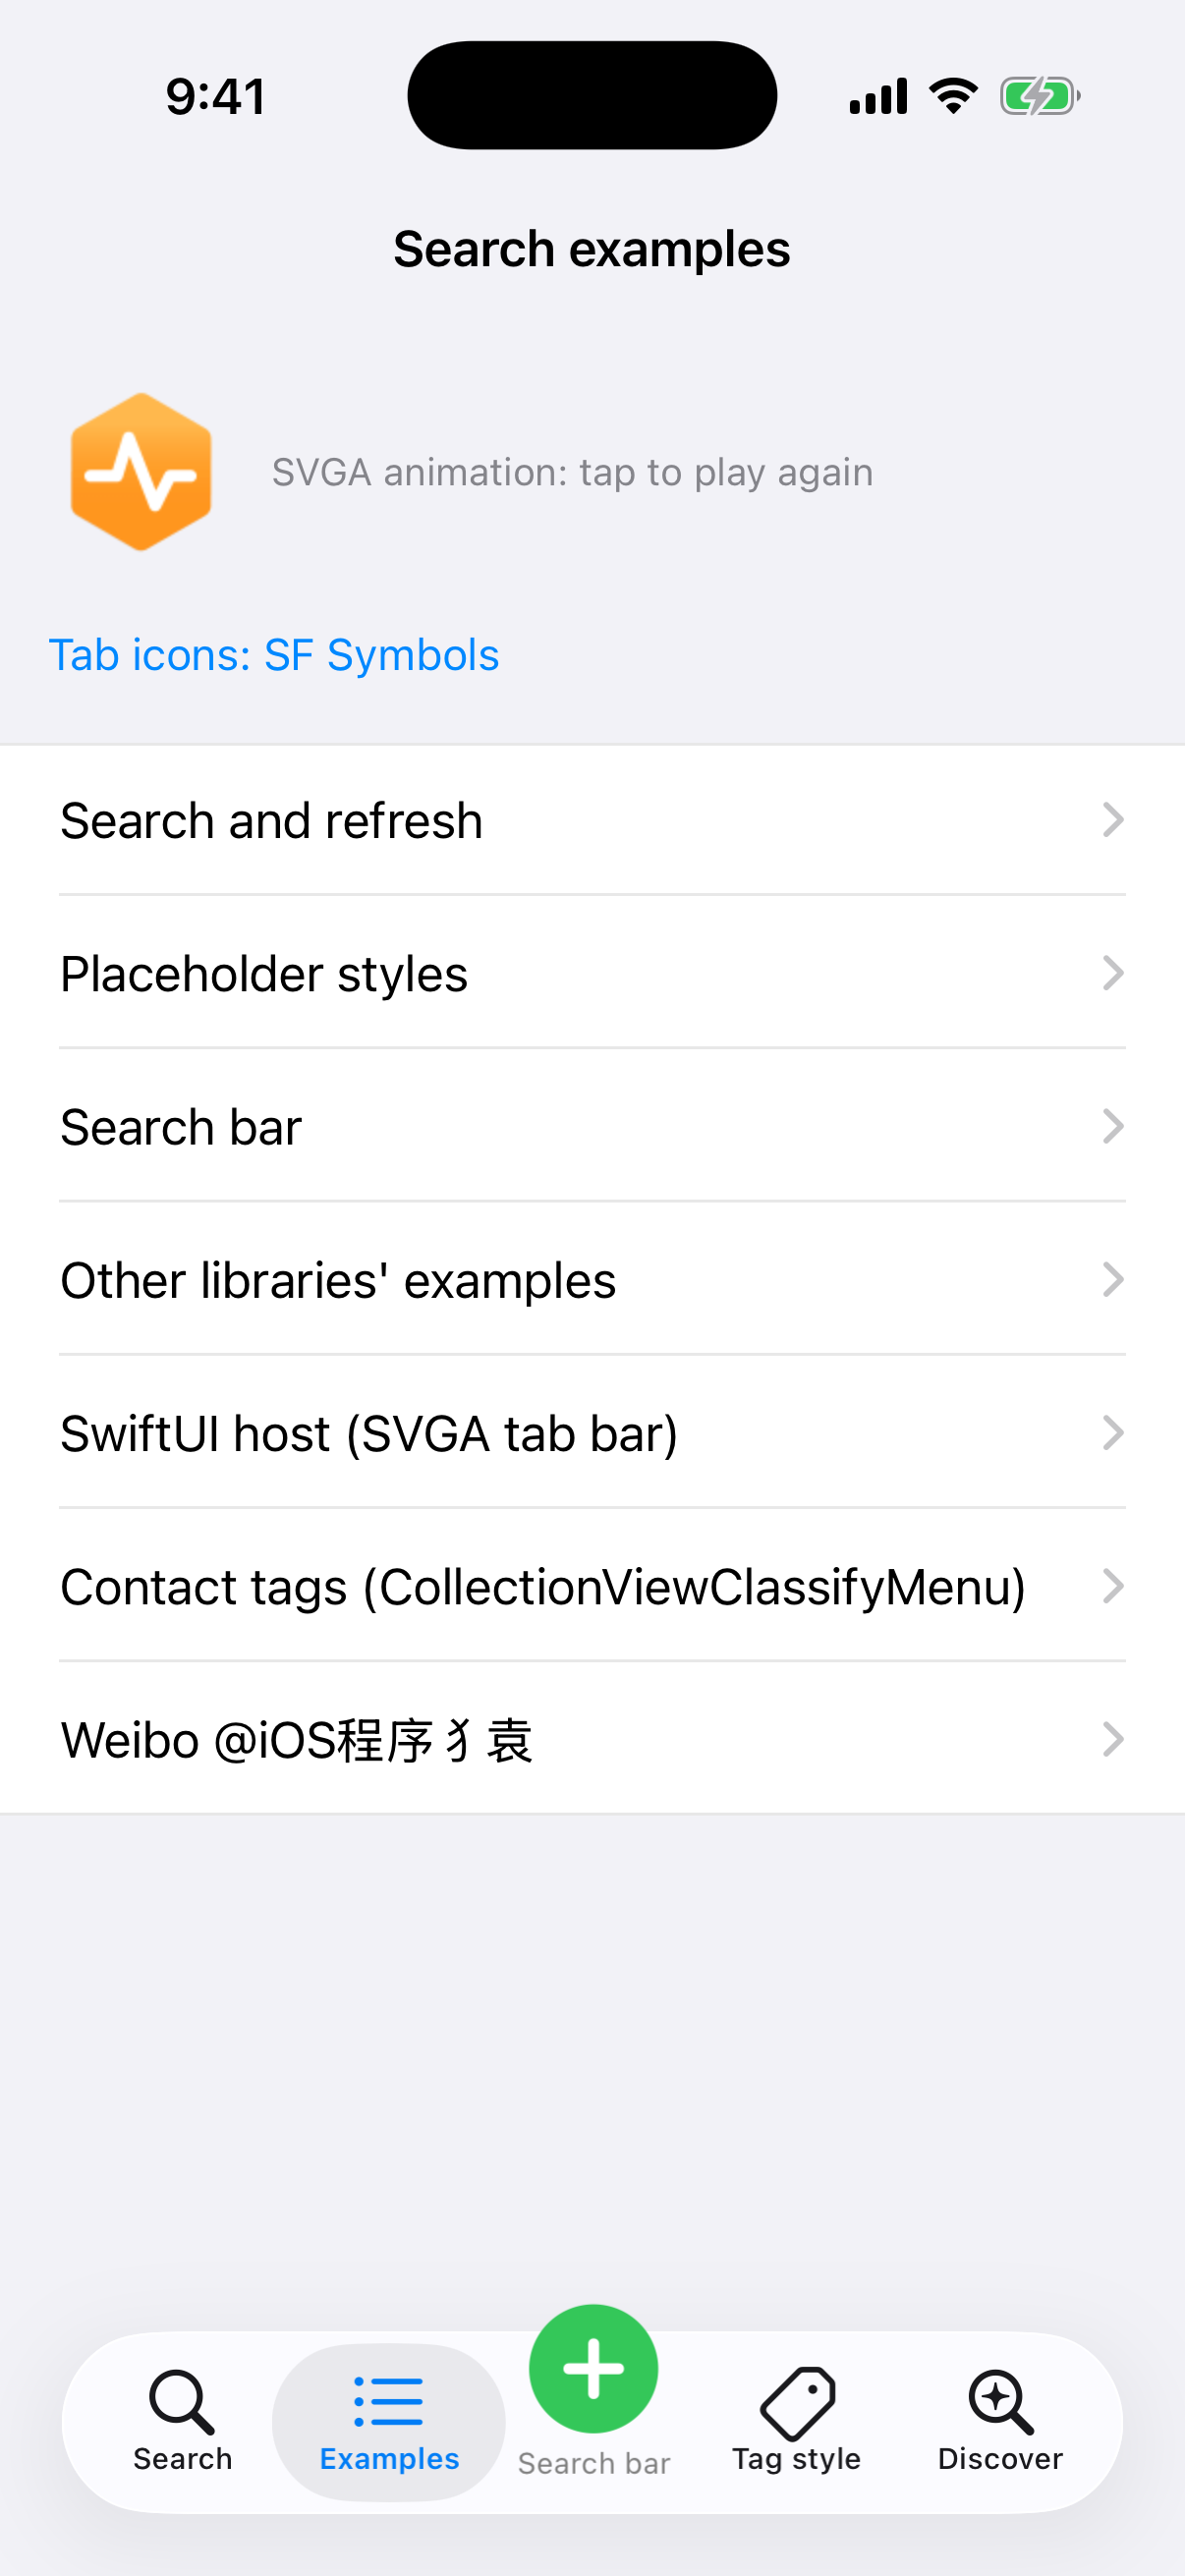 9:41
Search examples
SVGA animation: tap to play again
Tab icons: SF Symbols
Search and refresh
Placeholder styles
Search bar
Other libraries' examples
SwiftUI host (SVGA tab bar)
Contact tags (CollectionViewClassifyMenu)
Weibo @iOS程序犭袁
Search
Examples
Search bar
Tag style
Discover